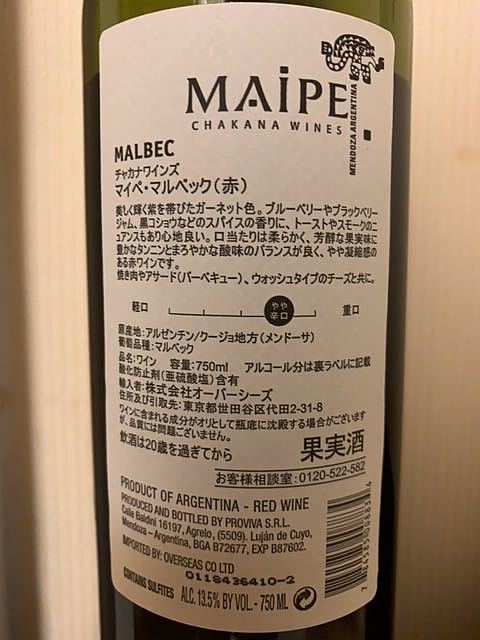 MAiPE
CHAKANA WINES
MENDOZA ARGENTINA
MALBEC
チャカナワインズ
マイペ・マルベック(赤)
美しく輝く紫を帯びたガーネット色。ブルーベリーやブラックベリー
ジャム、黒コショウなどのスパイスの香りに、トーストやスモークのニ
ュアンスもあり心地良い。口当たりは柔らかく、芳醇な果実味に
豊かなタンニンとまろやかな酸味のバランスが良く、やや凝縮感の
ある赤ワインです。
焼き肉やアサード(バーベキュー)、ウォッシュタイプのチーズと共に。
軽口 やや辛口 重口
原産地:アルゼンチン/クージョ地方(メンドーサ)
葡萄品種:マルベック
品名:ワイン 容量:750ml アルコール分は裏ラベルに記載
酸化防止剤(亜硫酸塩)含有
輸入者:株式会社オーバーシーズ
住所及び引取先:東京都世田谷区代田2-31-8
ワインに含まれる成分がオリとして瓶底に沈殿する場合がございます
が、品質には問題ございません。
飲酒は20歳を過ぎてから 果実酒
お客様相談室:0120-522-582
PRODUCT OF ARGENTINA - RED WINE
PRODUCED AND BOTTLED BY PROVIVA S.R.L.
Calle Baldini 16197, Agrelo, (5509). Luján de Cuyo,
Mendoza – Argentina, BGA B72677, EXP B87602.
IMPORTED BY: OVERSEAS CO LTD
0118436410-2
CONTAINS SULFITES ALC. 13.5% BY VOL. - 750 ML